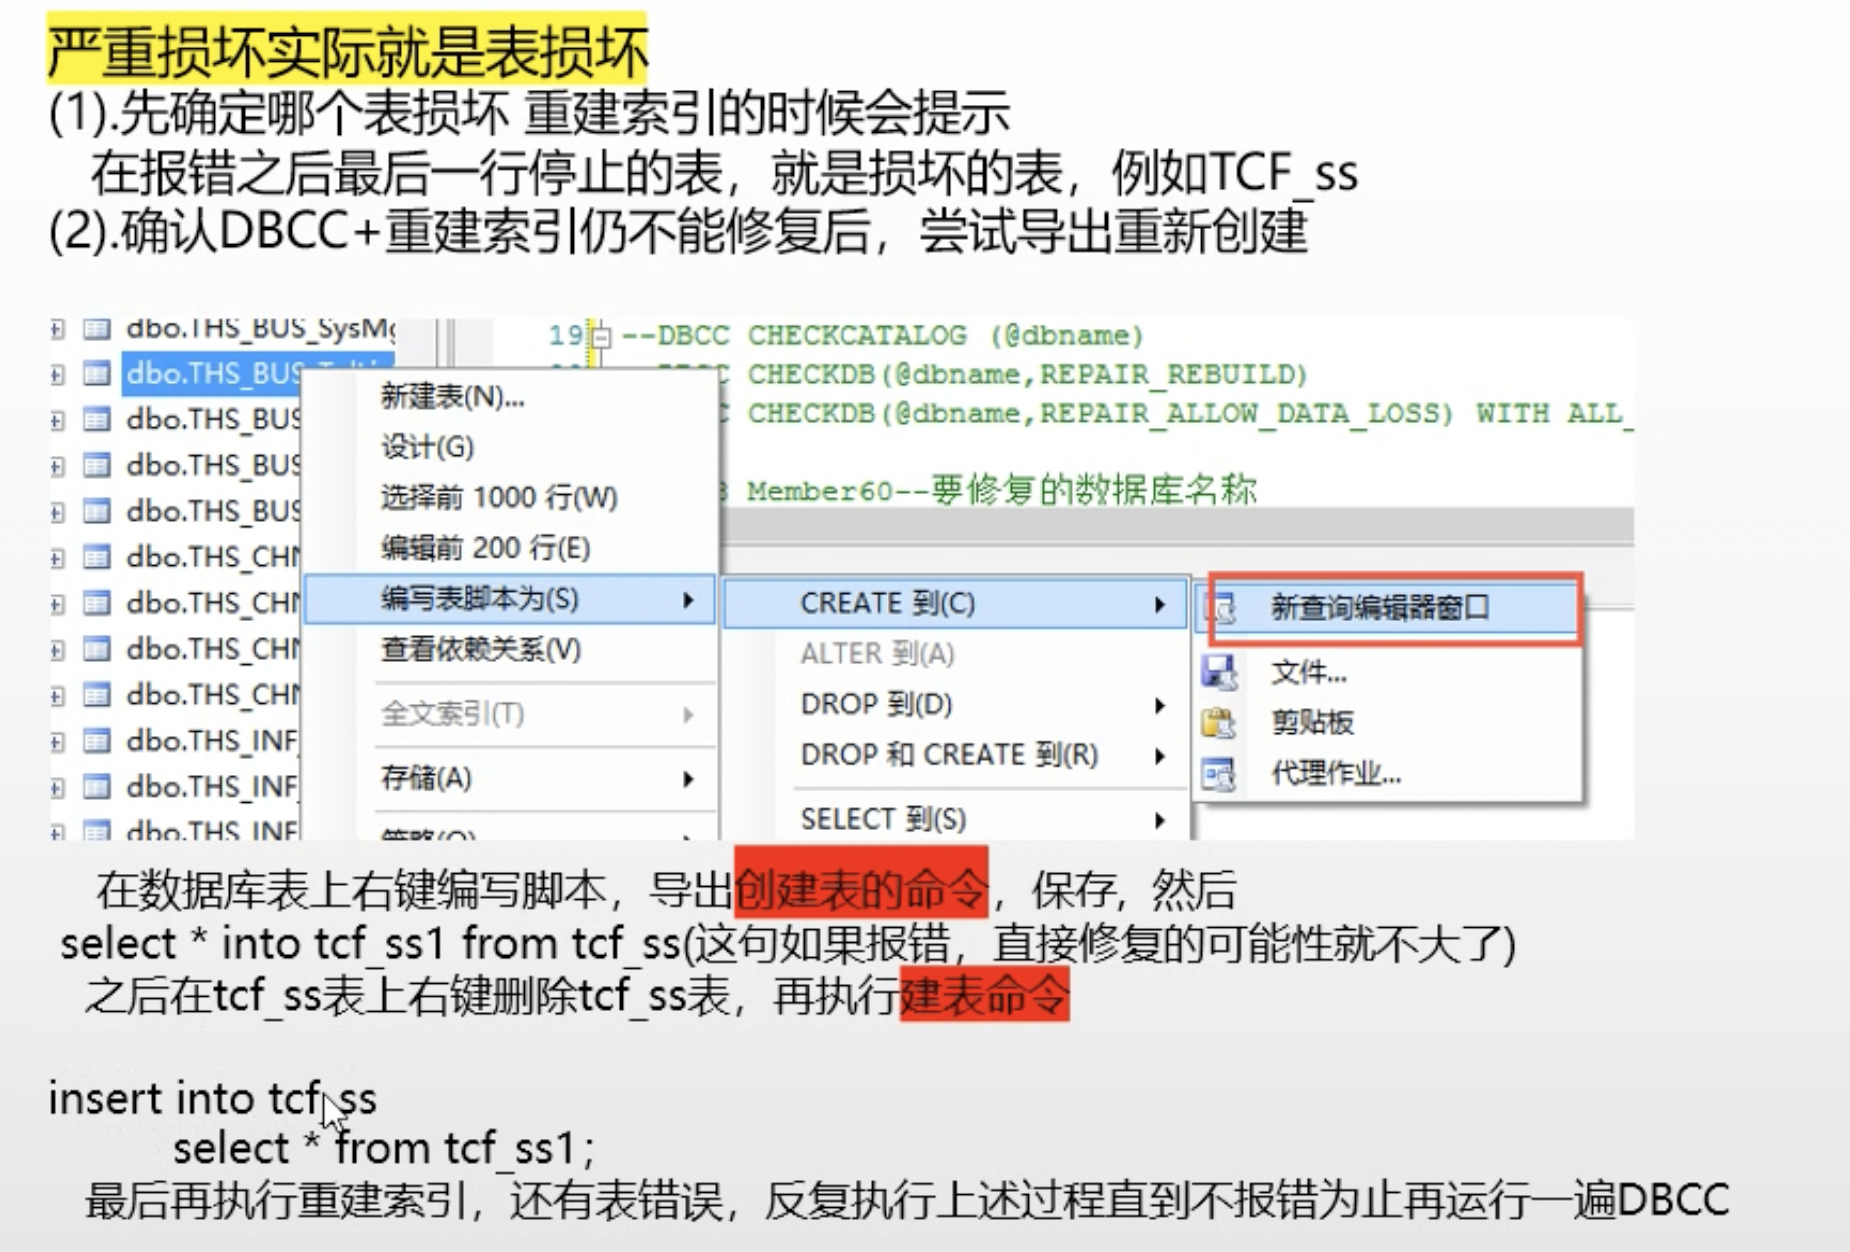 严重损坏实际就是表损坏
(1).先确定哪个表损坏 重建索引的时候会提示
在报错之后最后一行停止的表，就是损坏的表，例如TCF_ss
(2).确认DBCC+重建索引仍不能修复后，尝试导出重新创建
dbo.THS_BUS_SysMg
dbo.THS_BUS
dbo.THS_BUS
dbo.THS_BUS
dbo.THS_BUS
dbo.THS_CHN
dbo.THS_CHN
dbo.THS_CHN
dbo.THS_CHN
dbo.THS_INF
dbo.THS_INF
dbo.THS_INF
19 --DBCC CHECKCATALOG (@dbname)
CHECKDB(@dbname,REPAIR_REBUILD)
CHECKDB(@dbname,REPAIR_ALLOW_DATA_LOSS) WITH ALL_
Member60--要修复的数据库名称
新建表(N)...
设计(G)
选择前 1000 行(W)
编辑前 200 行(E)
编写表脚本为(S)
查看依赖关系(V)
全文索引(T)
存储(A)
策略(O)
CREATE 到(C)
ALTER 到(A)
DROP 到(D)
DROP 和 CREATE 到(R)
SELECT 到(S)
新查询编辑器窗口
文件...
剪贴板
代理作业...
在数据库表上右键编写脚本，导出创建表的命令，保存，然后
select * into tcf_ss1 from tcf_ss(这句如果报错，直接修复的可能性就不大了)
之后在tcf_ss表上右键删除tcf_ss表，再执行建表命令
insert into tcf_ss
select * from tcf_ss1;
最后再执行重建索引，还有表错误，反复执行上述过程直到不报错为止再运行一遍DBCC